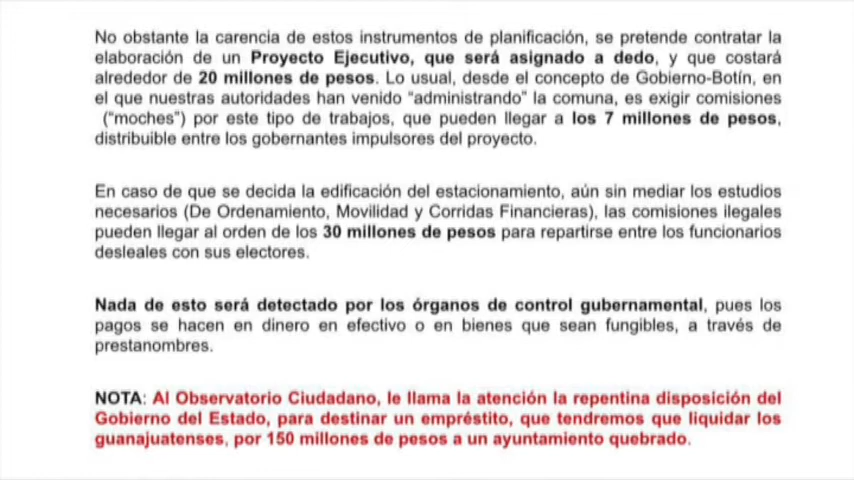 No obstante la carencia de estos instrumentos de planificación, se pretende contratar la
elaboración de un Proyecto Ejecutivo, que será asignado a dedo, y que costará
alrededor de 20 millones de pesos. Lo usual, desde el concepto de Gobierno-Botín, en
el que nuestras autoridades han venido “administrando” la comuna, es exigir comisiones
(“moches”) por este tipo de trabajos, que pueden llegar a los 7 millones de pesos,
distribuible entre los gobernantes impulsores del proyecto.
En caso de que se decida la edificación del estacionamiento, aún sin mediar los estudios
necesarios (De Ordenamiento, Movilidad y Corridas Financieras), las comisiones ilegales
pueden llegar al orden de los 30 millones de pesos para repartirse entre los funcionarios
desleales con sus electores.
Nada de esto será detectado por los órganos de control gubernamental, pues los
pagos se hacen en dinero en efectivo o en bienes que sean fungibles, a través de
prestanombres.
NOTA: Al Observatorio Ciudadano, le llama la atención la repentina disposición del
Gobierno del Estado, para destinar un empréstito, que tendremos que liquidar los
guanajuatenses, por 150 millones de pesos a un ayuntamiento quebrado.